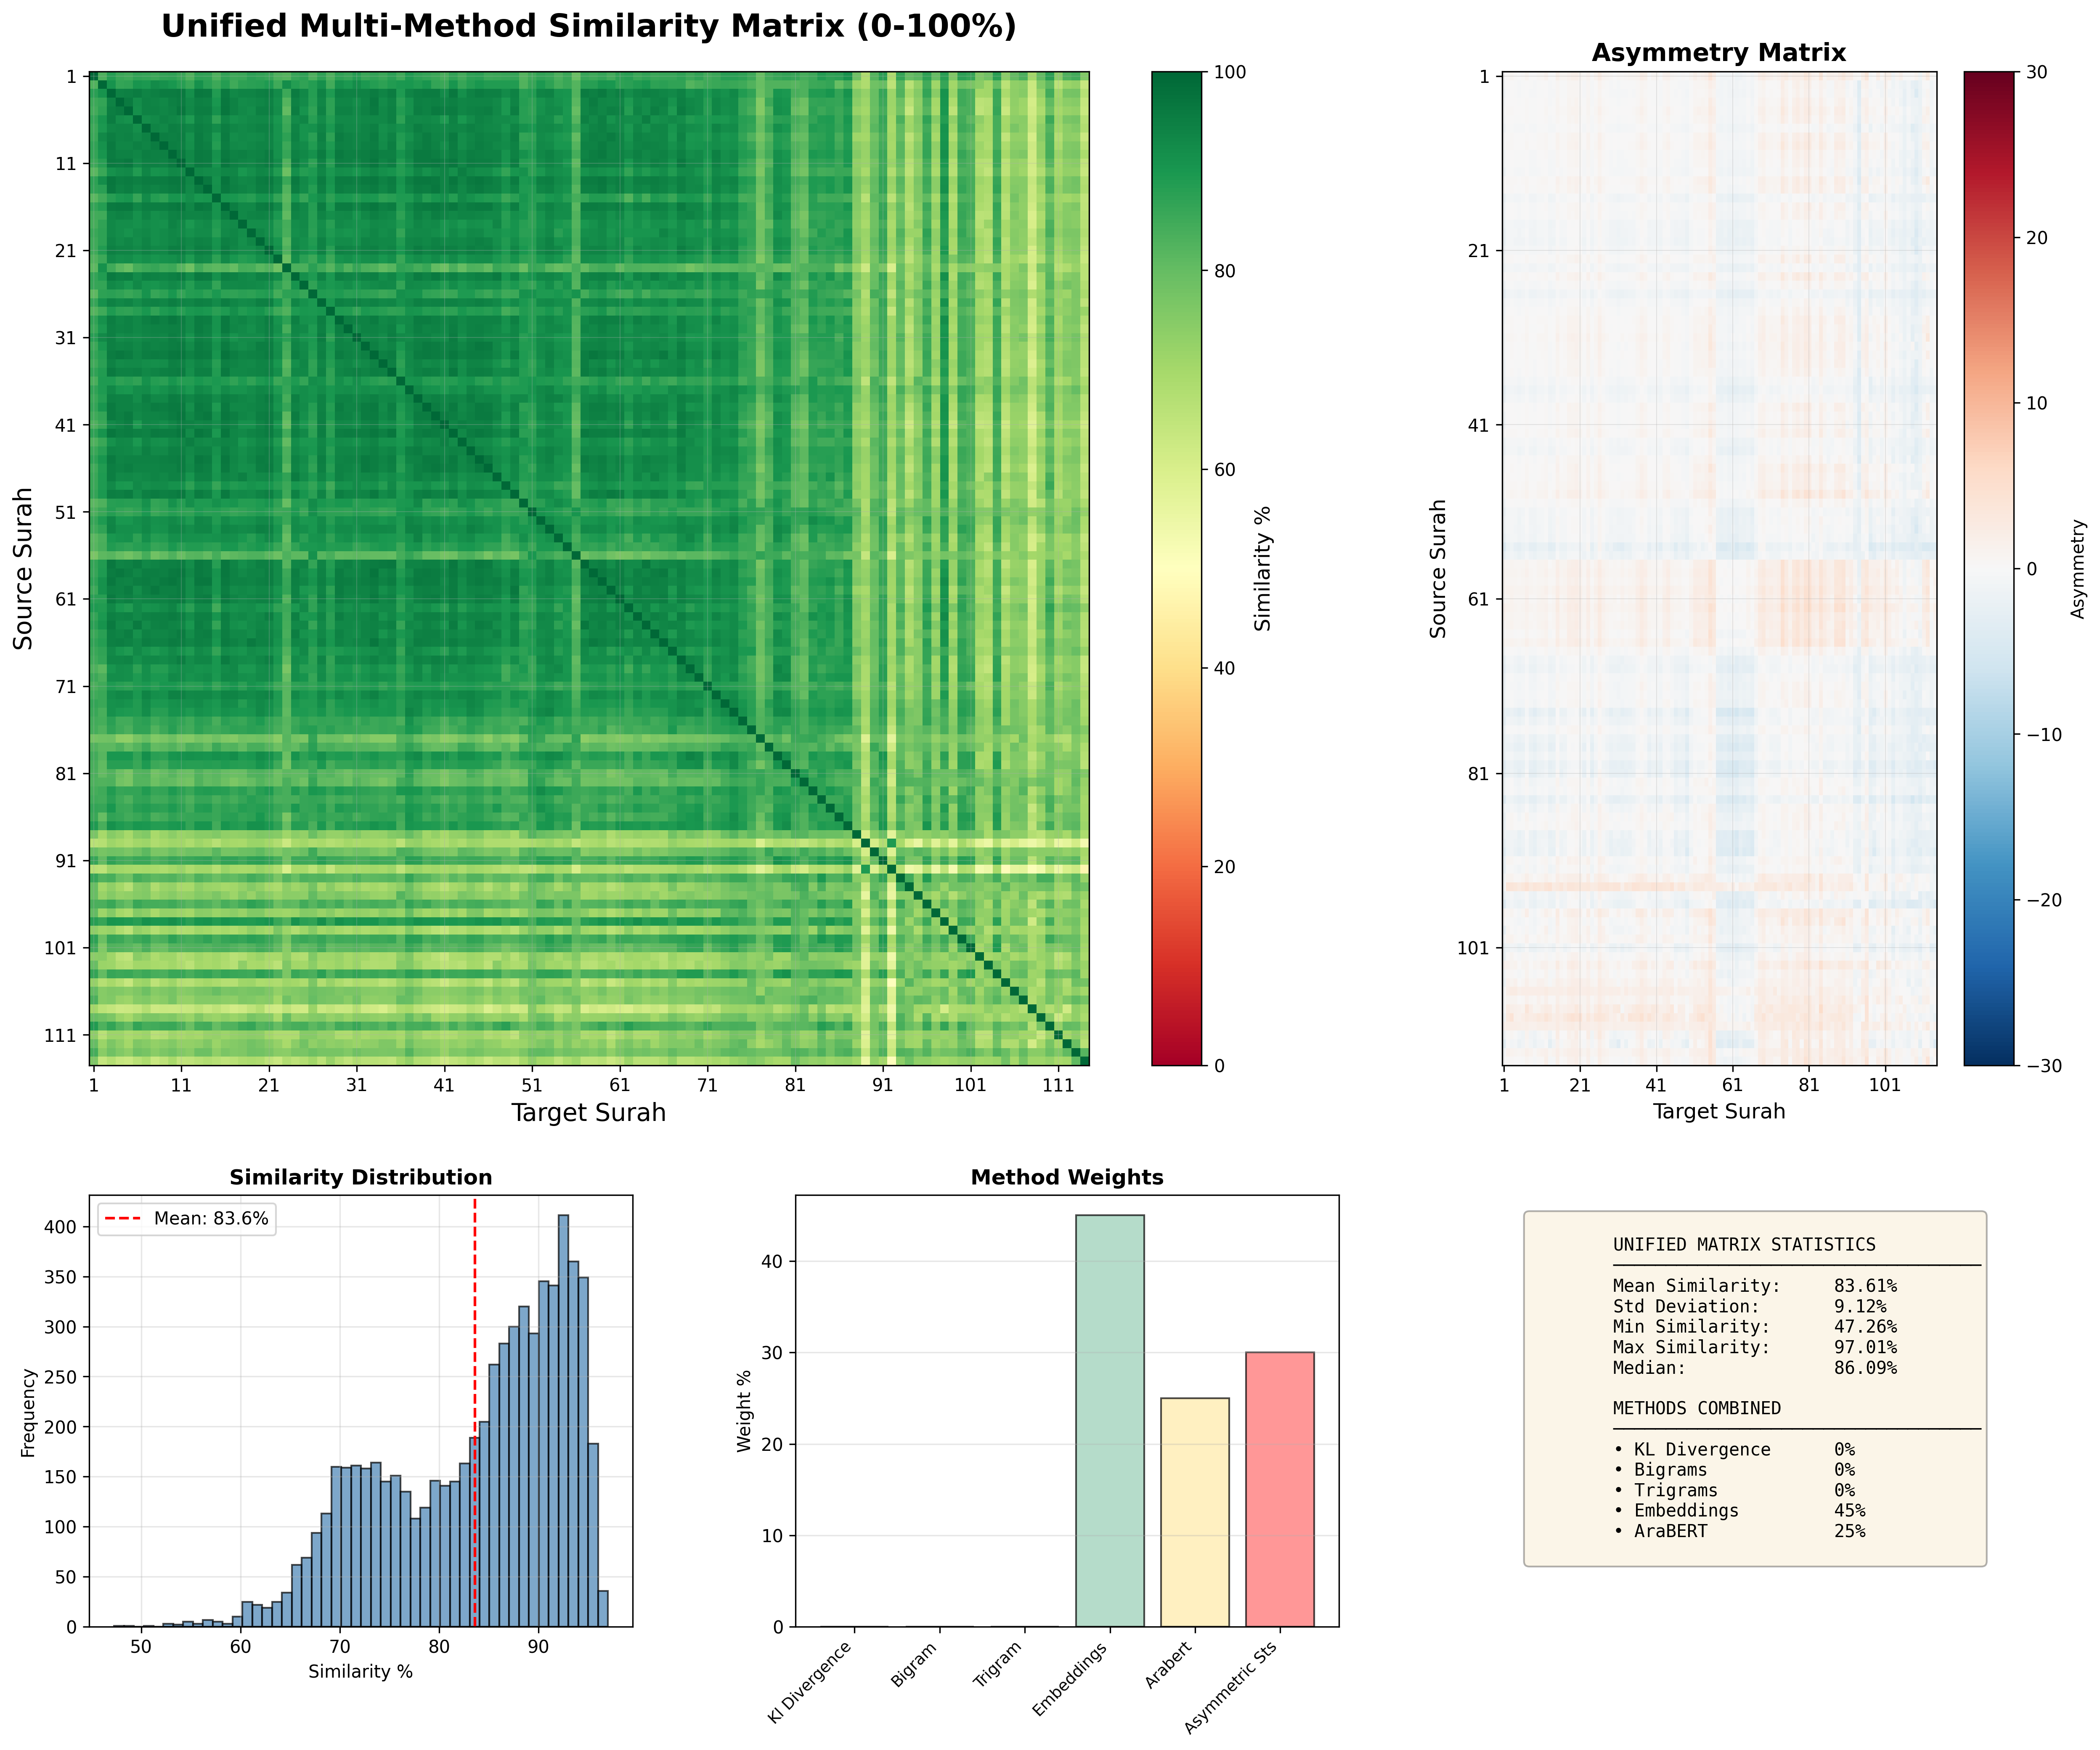 Unified Multi-Method Similarity Matrix (0-100%)
1
11
21
31
41
51
61
71
81
91
101
111
Source Surah
1 11 21 31 41 51 61 71 81 91 101 111
Target Surah
100
80
60
40
20
0
Similarity %
Asymmetry Matrix
1
21
41
61
81
101
Source Surah
1 21 41 61 81 101
Target Surah
30
20
10
0
−10
−20
−30
Asymmetry
Similarity Distribution
Mean: 83.6%
400
350
300
250
200
150
100
50
0
Frequency
50 60 70 80 90
Similarity %
Method Weights
40
30
20
10
0
Weight %
Kl Divergence
Bigram
Trigram
Embeddings
Arabert
Asymmetric Sts
UNIFIED MATRIX STATISTICS
Mean Similarity: 83.61%
Std Deviation: 9.12%
Min Similarity: 47.26%
Max Similarity: 97.01%
Median: 86.09%
METHODS COMBINED
• KL Divergence 0%
• Bigrams 0%
• Trigrams 0%
• Embeddings 45%
• AraBERT 25%